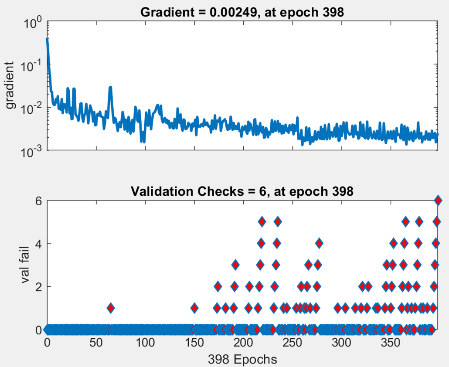 Gradient = 0.00249, at epoch 398
10^0
10^-1
10^-2
10^-3
gradient
Validation Checks = 6, at epoch 398
6
4
2
0
val fail
0 50 100 150 200 250 300 350
398 Epochs